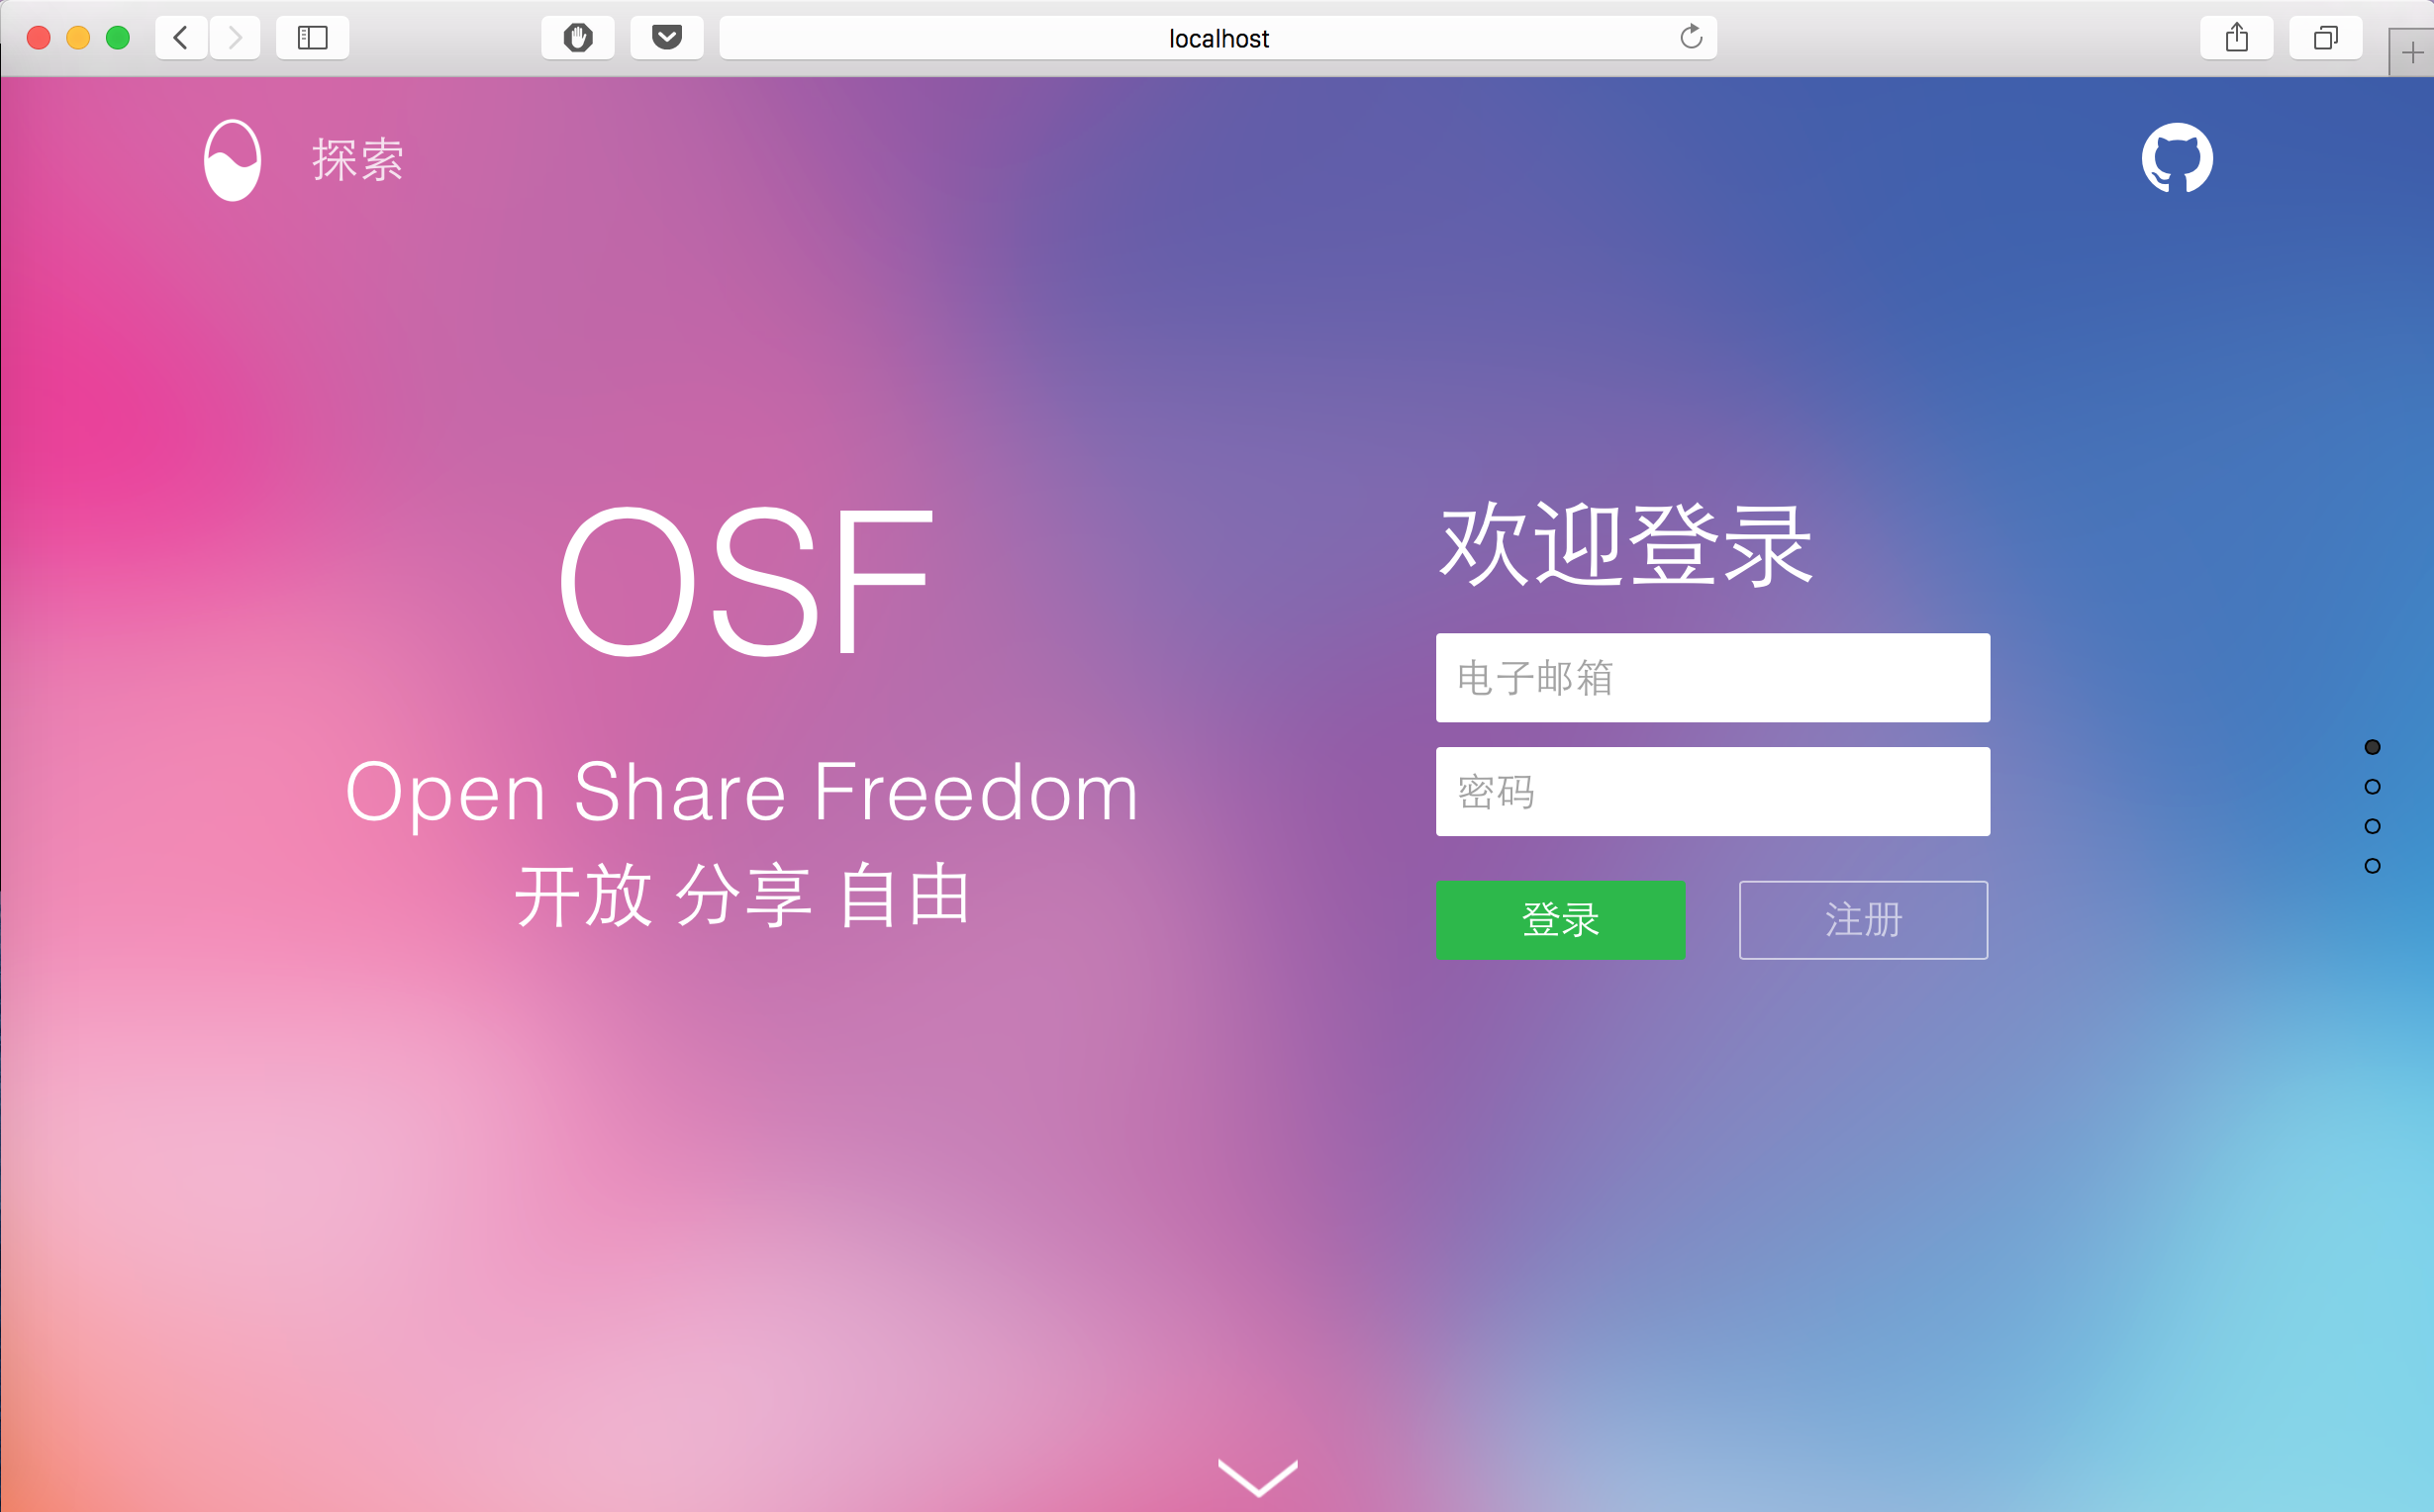 localhost
探索
OSF
Open Share Freedom
开放 分享 自由
欢迎登录
电子邮箱
密码
登录
注册